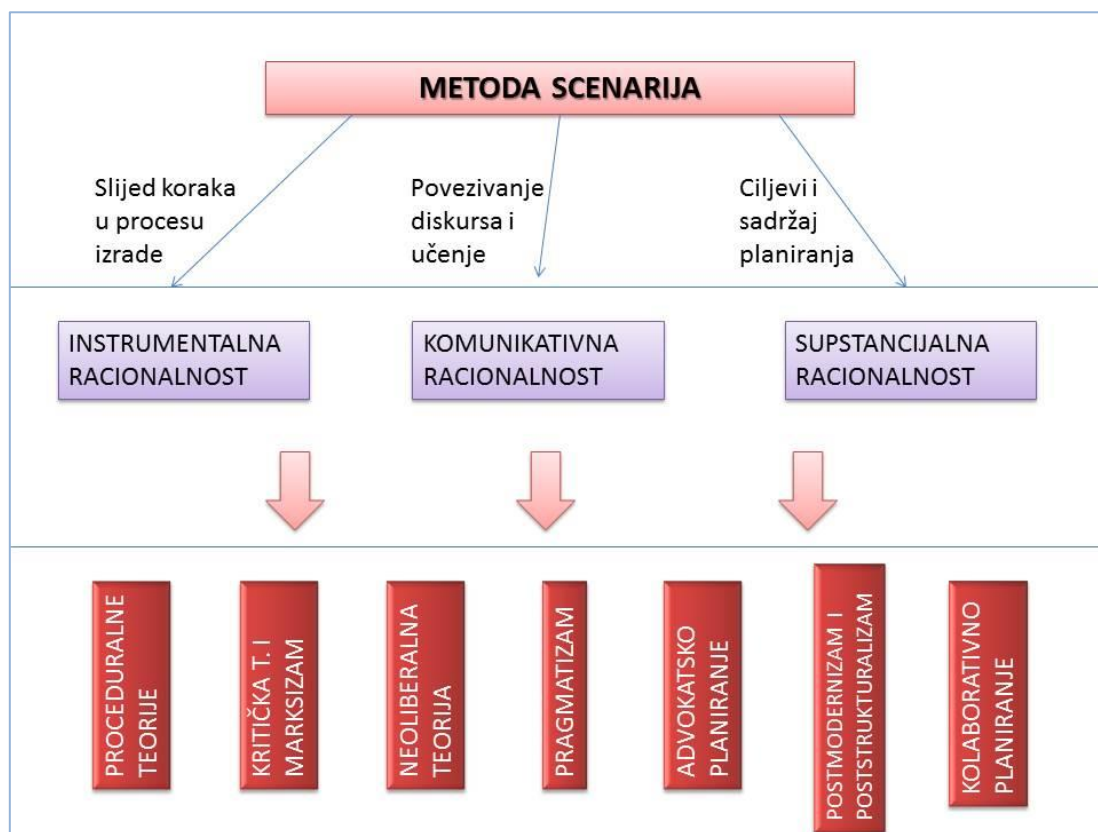 METODA SCENARIJA
Slijed koraka
u procesu
izrade
Povezivanje
diskursa i
učenje
Ciljevi i
sadržaj
planiranja
INSTRUMENTALNA
RACIONALNOST
KOMUNIKATIVNA
RACIONALNOST
SUPSTANCIJALNA
RACIONALNOST
PROCEDURALNE
TEORIJE
KRITIČKA T. I
MARKSIZAM
NEOLIBERALNA
TEORIJA
PRAGMATIZAM
ADVOKATSKO
PLANIRANJE
POSTMODERNIZAM I
POSTSTRUKTURALIZAM
KOLABORATIVNO
PLANIRANJE